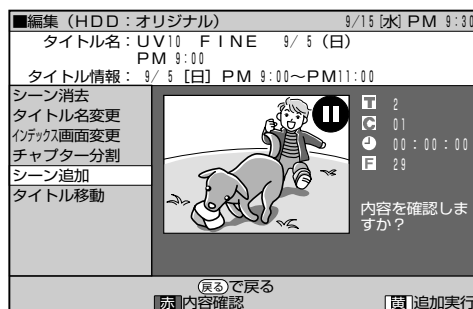 ■編集（HDD：オリジナル） 9/15[水]PM 9:30
タイトル名：UV10 FINE 9/ 5（日）
PM 9:00
タイトル情報： 9/ 5［日］PM 9:00～PM11:00
シーン消去
タイトル名変更
インデックス画面変更
チャプター分割
シーン追加
タイトル移動
T 2
C 01
00：00：00
F 29
内容を確認しま
すか？
戻るで戻る
赤 内容確認 黄 追加実行